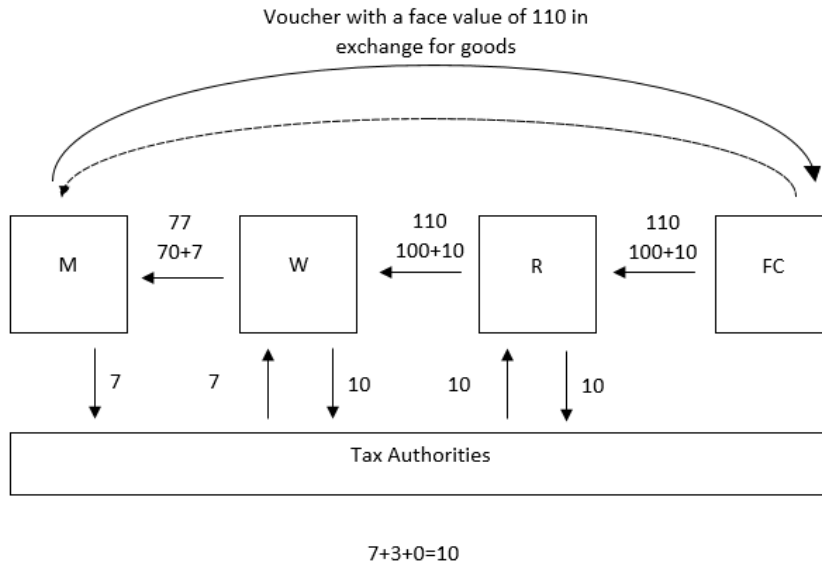 Voucher with a face value of 110 in
exchange for goods
77
70+7
110
100+10
110
100+10
M
W
R
FC
7
7
10
10
10
Tax Authorities
7+3+0=10